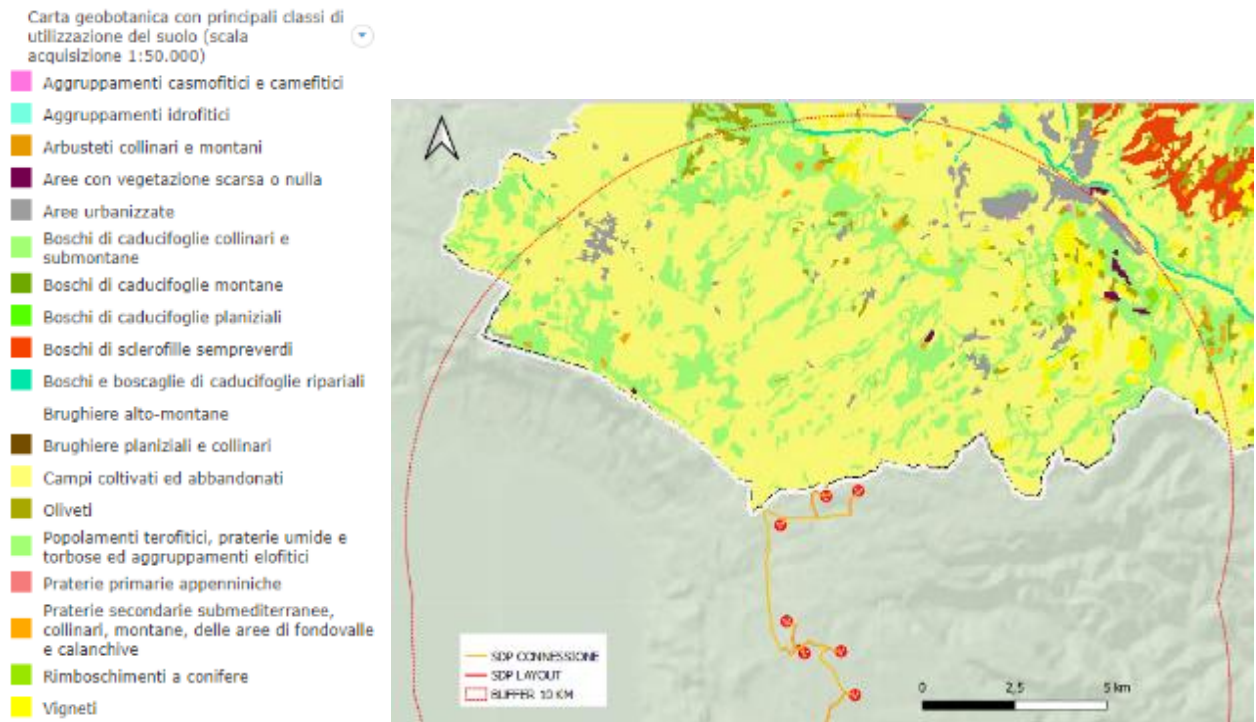 Carta geobotanica con principali classi di
utilizzazione del suolo (scala
acquisizione 1:50.000)
Aggruppamenti casmofitici e camefitici
Aggruppamenti idrofitici
Arbusteti collinari e montani
Aree con vegetazione scarsa o nulla
Aree urbanizzate
Boschi di caducifoglie collinari e
submontane
Boschi di caducifoglie montane
Boschi di caducifoglie planiziali
Boschi di sclerofille sempreverdi
Boschi e boscaglie di caducifoglie ripariali
Brughiere alto-montane
Brughiere planiziali e collinari
Campi coltivati ed abbandonati
Oliveti
Popolamenti terofitici, praterie umide e
torbose ed aggruppamenti elofitici
Praterie primarie appenniniche
Praterie secondarie submediterranee,
collinari, montane, delle aree di fondovalle
e calanchive
Rimboschimenti a conifere
Vigneti
SDP CONNESSIONE
SDP LAYOUT
BUFFER 10 KM
0 2,5 5 km